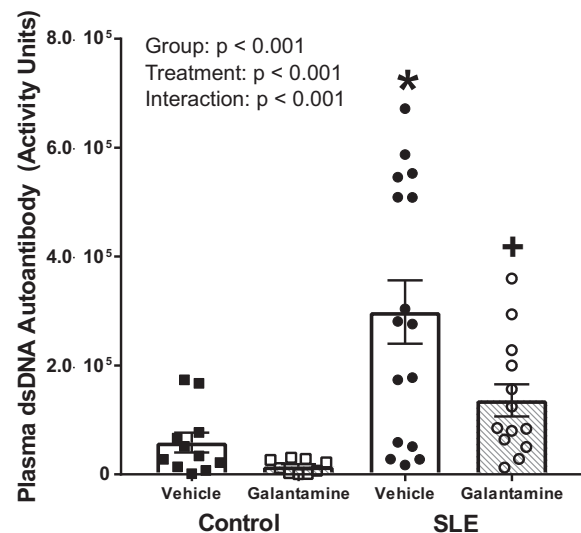 Plasma dsDNA Autoantibody (Activity Units)
8.0 10⁵
6.0 10⁵
4.0 10⁵
2.0 10⁵
0
Group: p < 0.001
Treatment: p < 0.001
Interaction: p < 0.001
*
+
Vehicle Galantamine Vehicle Galantamine
Control SLE